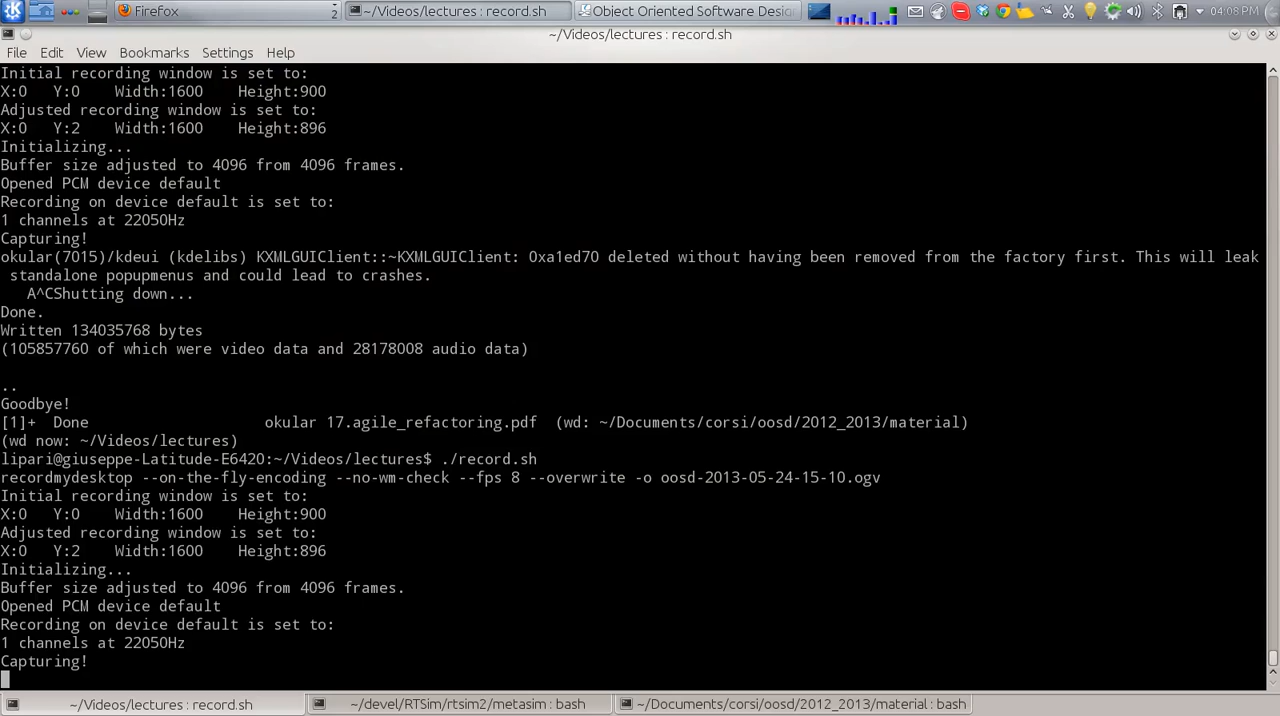 Firefox
2
~/Videos/lectures : record.sh
Object Oriented Software Desig
04:08 PM
~/Videos/lectures : record.sh
File Edit View Bookmarks Settings Help
Initial recording window is set to:
X:0 Y:0 Width:1600 Height:900
Adjusted recording window is set to:
X:0 Y:2 Width:1600 Height:896
Initializing...
Buffer size adjusted to 4096 from 4096 frames.
Opened PCM device default
Recording on device default is set to:
1 channels at 22050Hz
Capturing!
okular(7015)/kdeui (kdelibs) KXMLGUIClient::~KXMLGUIClient: 0xa1ed70 deleted without having been removed from the factory first. This will leak
standalone popupmenus and could lead to crashes.
A^CShutting down...
Done.
Written 134035768 bytes
(105857760 of which were video data and 28178008 audio data)
..
Goodbye!
[1]+ Done okular 17.agile_refactoring.pdf (wd: ~/Documents/corsi/oosd/2012_2013/material)
(wd now: ~/Videos/lectures)
lipari@giuseppe-Latitude-E6420:~/Videos/lectures$ ./record.sh
recordmydesktop --on-the-fly-encoding --no-wm-check --fps 8 --overwrite -o oosd-2013-05-24-15-10.ogv
Initial recording window is set to:
X:0 Y:0 Width:1600 Height:900
Adjusted recording window is set to:
X:0 Y:2 Width:1600 Height:896
Initializing...
Buffer size adjusted to 4096 from 4096 frames.
Opened PCM device default
Recording on device default is set to:
1 channels at 22050Hz
Capturing!
~/Videos/lectures : record.sh
~/devel/RTSim/rtsim2/metasim : bash
~/Documents/corsi/oosd/2012_2013/material : bash